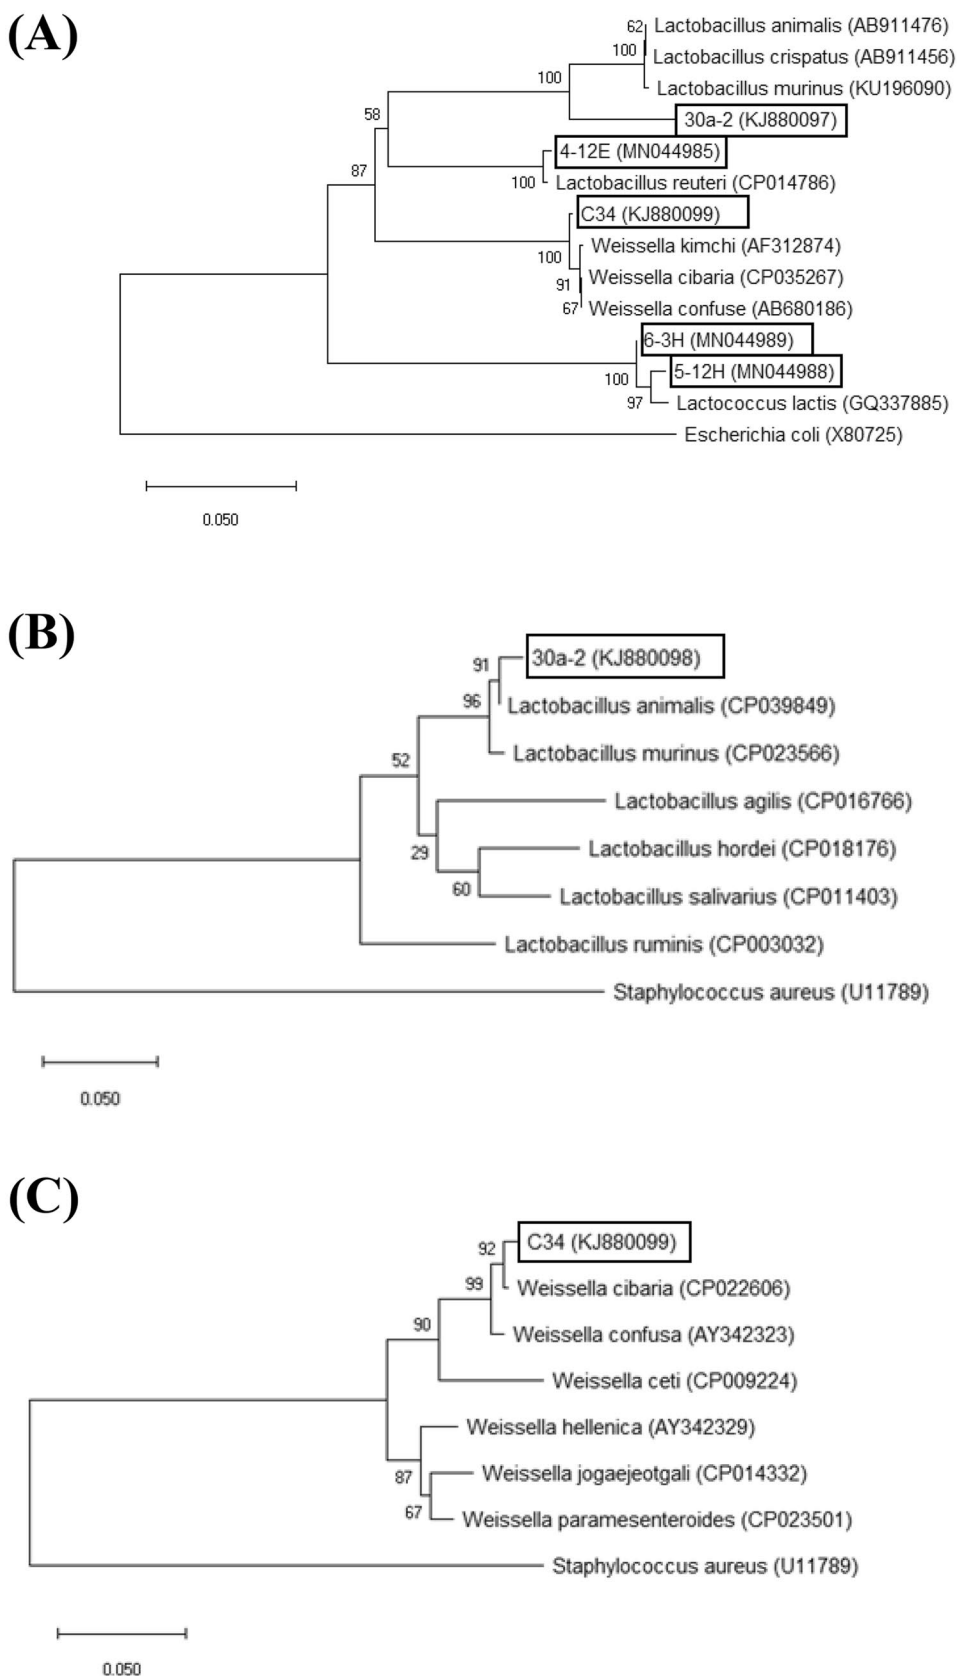 (A)
62
Lactobacillus animalis (AB911476)
100
Lactobacillus crispatus (AB911456)
100
Lactobacillus murinus (KU196090)
58
30a-2 (KJ880097)
4-12E (MN044985)
87
100
Lactobacillus reuteri (CP014786)
C34 (KJ880099)
100
Weissella kimchi (AF312874)
91
Weissella cibaria (CP035267)
67
Weissella confuse (AB680186)
6-3H (MN044989)
100
5-12H (MN044988)
97
Lactococcus lactis (GQ337885)
Escherichia coli (X80725)
0.050
(B)
91
30a-2 (KJ880098)
96
Lactobacillus animalis (CP039849)
52
Lactobacillus murinus (CP023566)
Lactobacillus agilis (CP016766)
29
Lactobacillus hordei (CP018176)
60
Lactobacillus salivarius (CP011403)
Lactobacillus ruminis (CP003032)
Staphylococcus aureus (U11789)
0.050
(C)
92
C34 (KJ880099)
99
Weissella cibaria (CP022606)
90
Weissella confusa (AY342323)
Weissella ceti (CP009224)
Weissella hellenica (AY342329)
87
Weissella jogaejeotgali (CP014332)
67
Weissella paramesenteroides (CP023501)
Staphylococcus aureus (U11789)
0.050